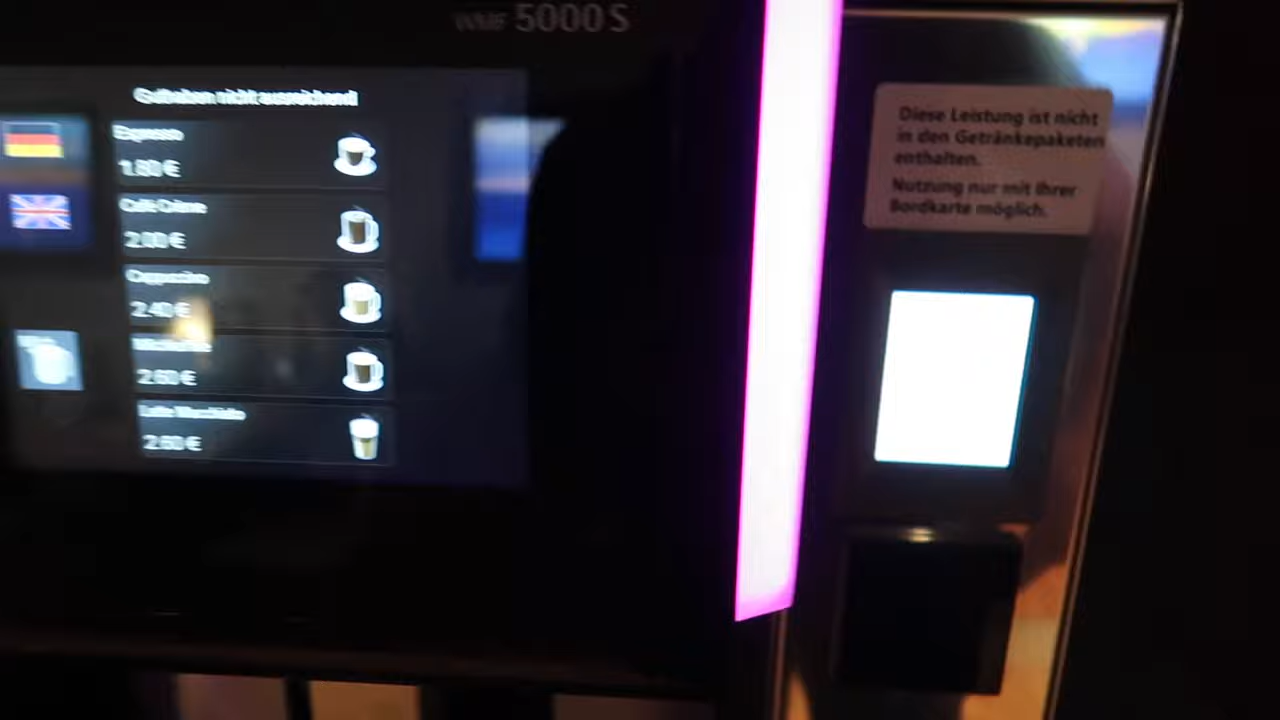 WMF 5000 S
Guthaben nicht ausreichend
Espresso
1.80 €
Café Crème
2.00 €
Cappuccino
2.40 €
2.60 €
Latte Macchiato
2.60 €
Diese Leistung ist nicht
in den Getränkepaketen
enthalten.
Nutzung nur mit Ihrer
Bordkarte möglich.